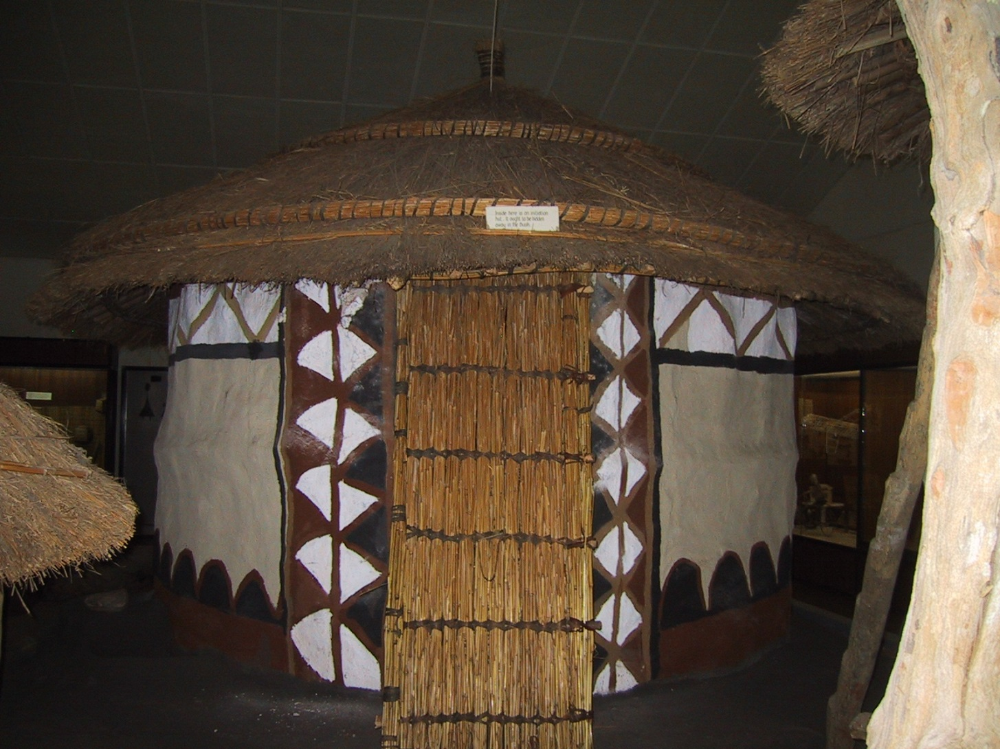 Inside here is an initiation
hut. It ought to be hidden
away in the bush!